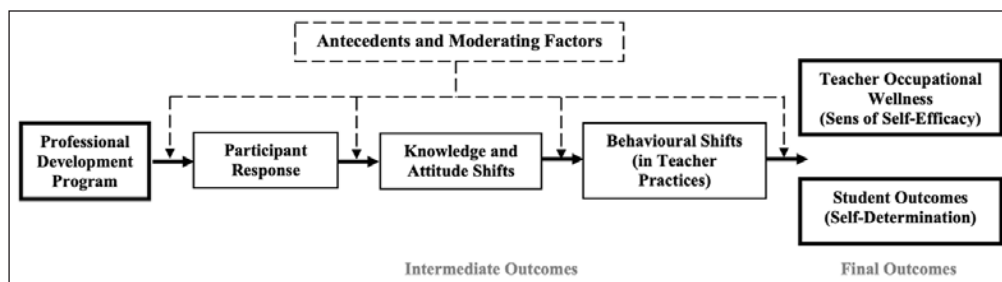 Antecedents and Moderating Factors
Professional
Development
Program
Participant
Response
Knowledge and
Attitude Shifts
Behavioural Shifts
(in Teacher
Practices)
Teacher Occupational
Wellness
(Sens of Self-Efficacy)
Student Outcomes
(Self-Determination)
Intermediate Outcomes
Final Outcomes